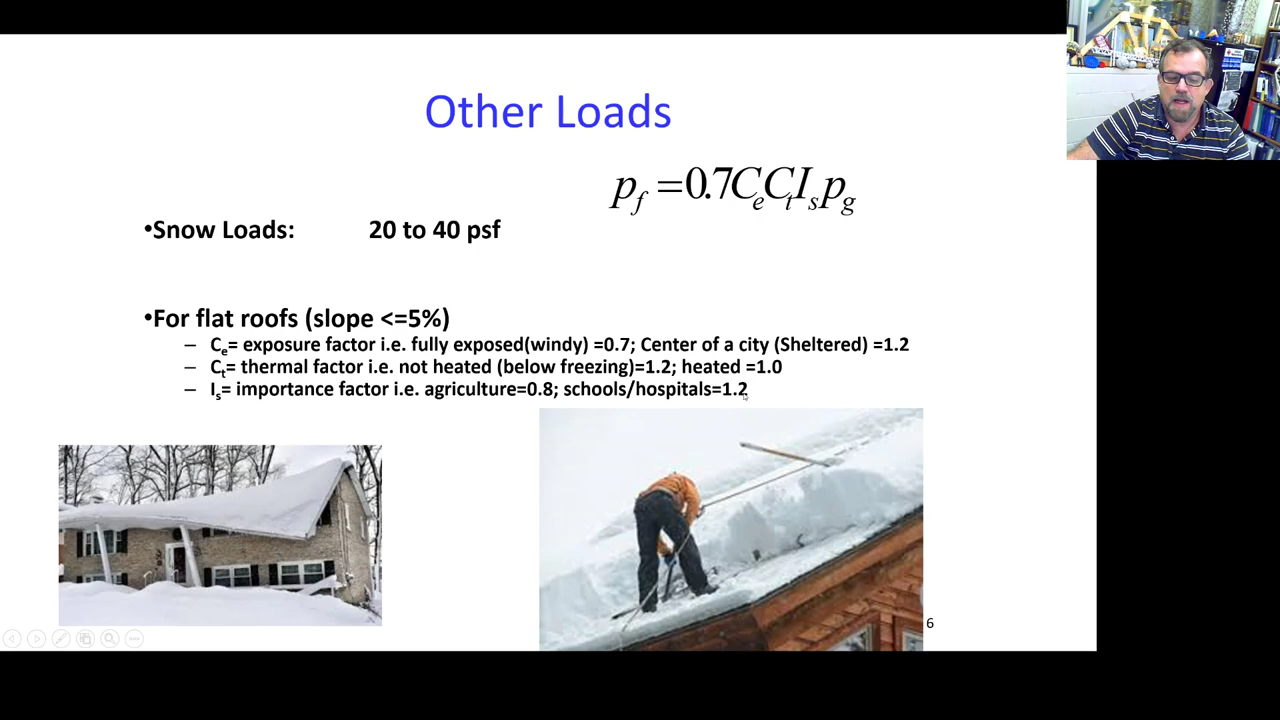 Other Loads
p_f =0.7C_eC_tI_sp_g
•Snow Loads: 20 to 40 psf
•For flat roofs (slope <=5%)
– C_e= exposure factor i.e. fully exposed(windy) =0.7; Center of a city (Sheltered) =1.2
– C_t= thermal factor i.e. not heated (below freezing)=1.2; heated =1.0
– I_s= importance factor i.e. agriculture=0.8; schools/hospitals=1.2
6